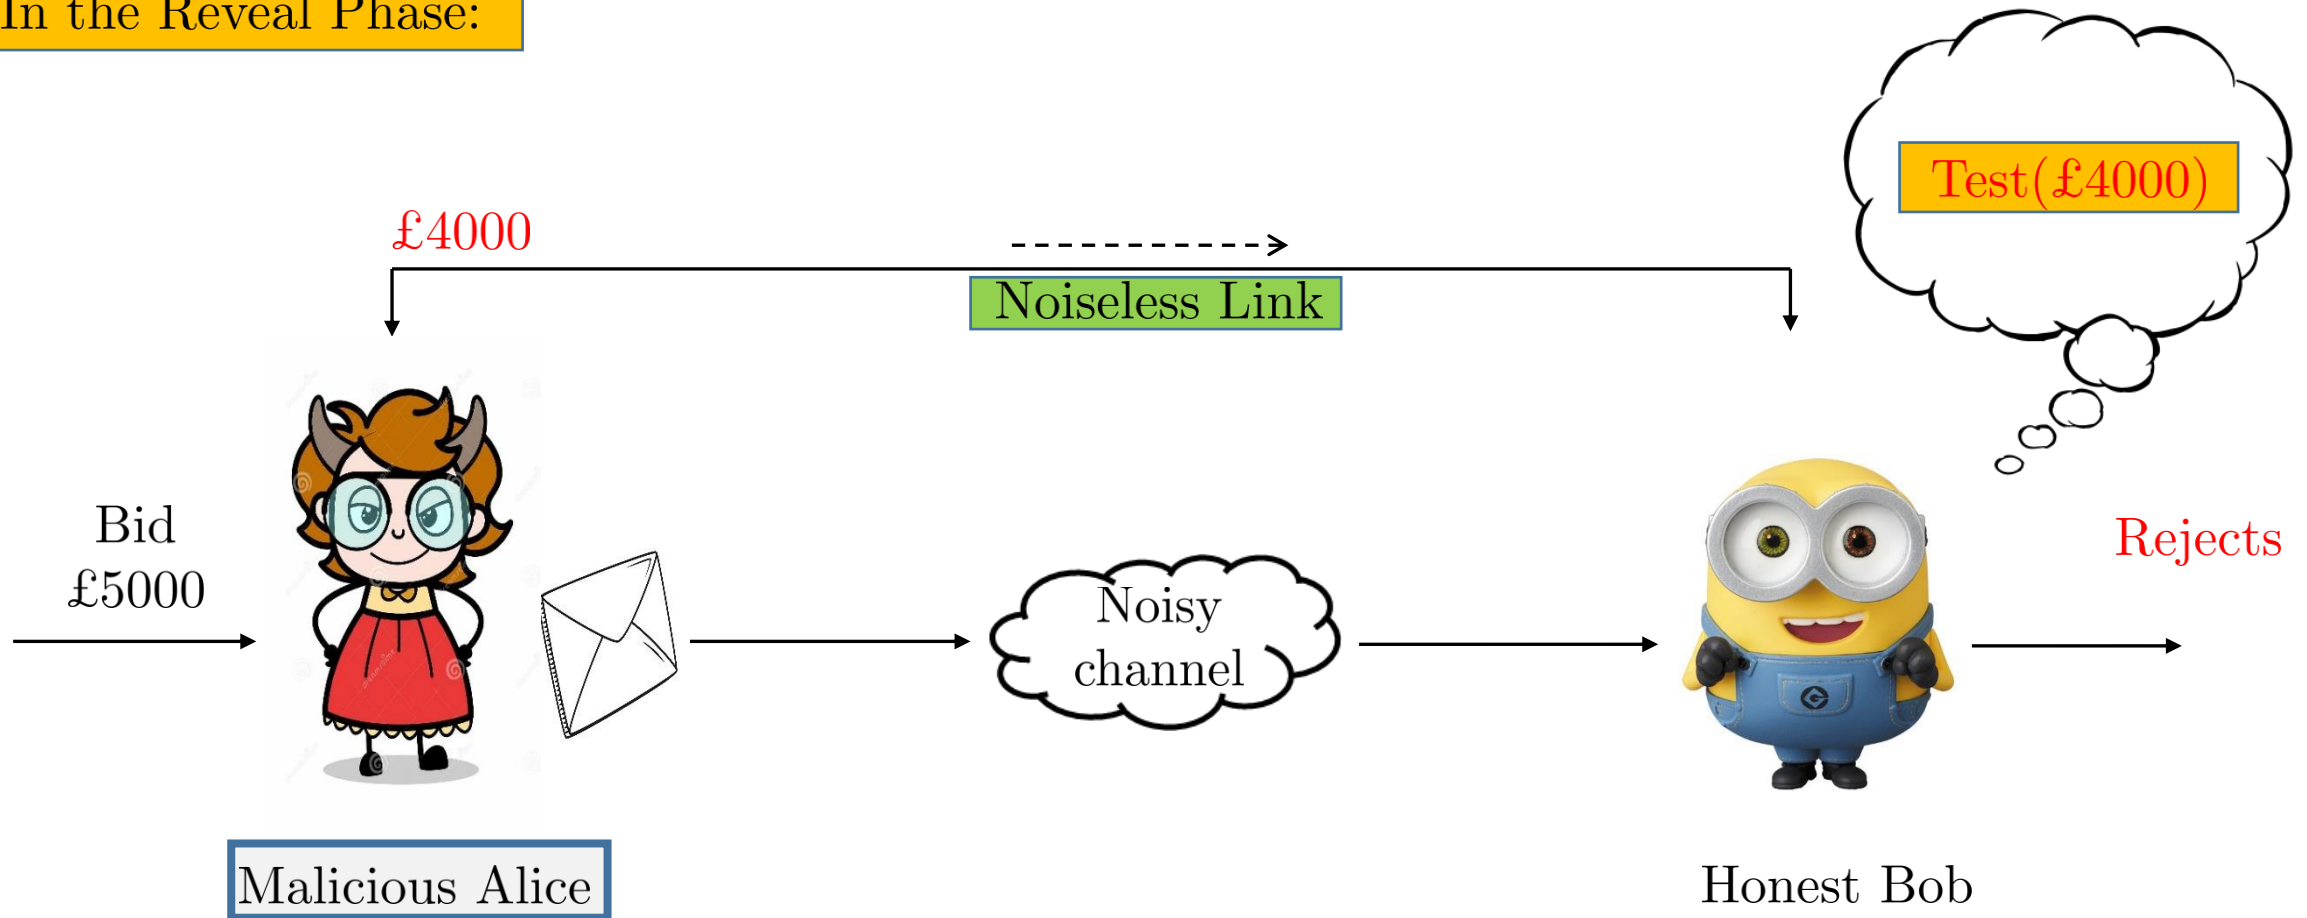 In the Reveal Phase:
Test(£4000)
£4000
Noiseless Link
Bid
£5000
Noisy
channel
Rejects
Malicious Alice
Honest Bob